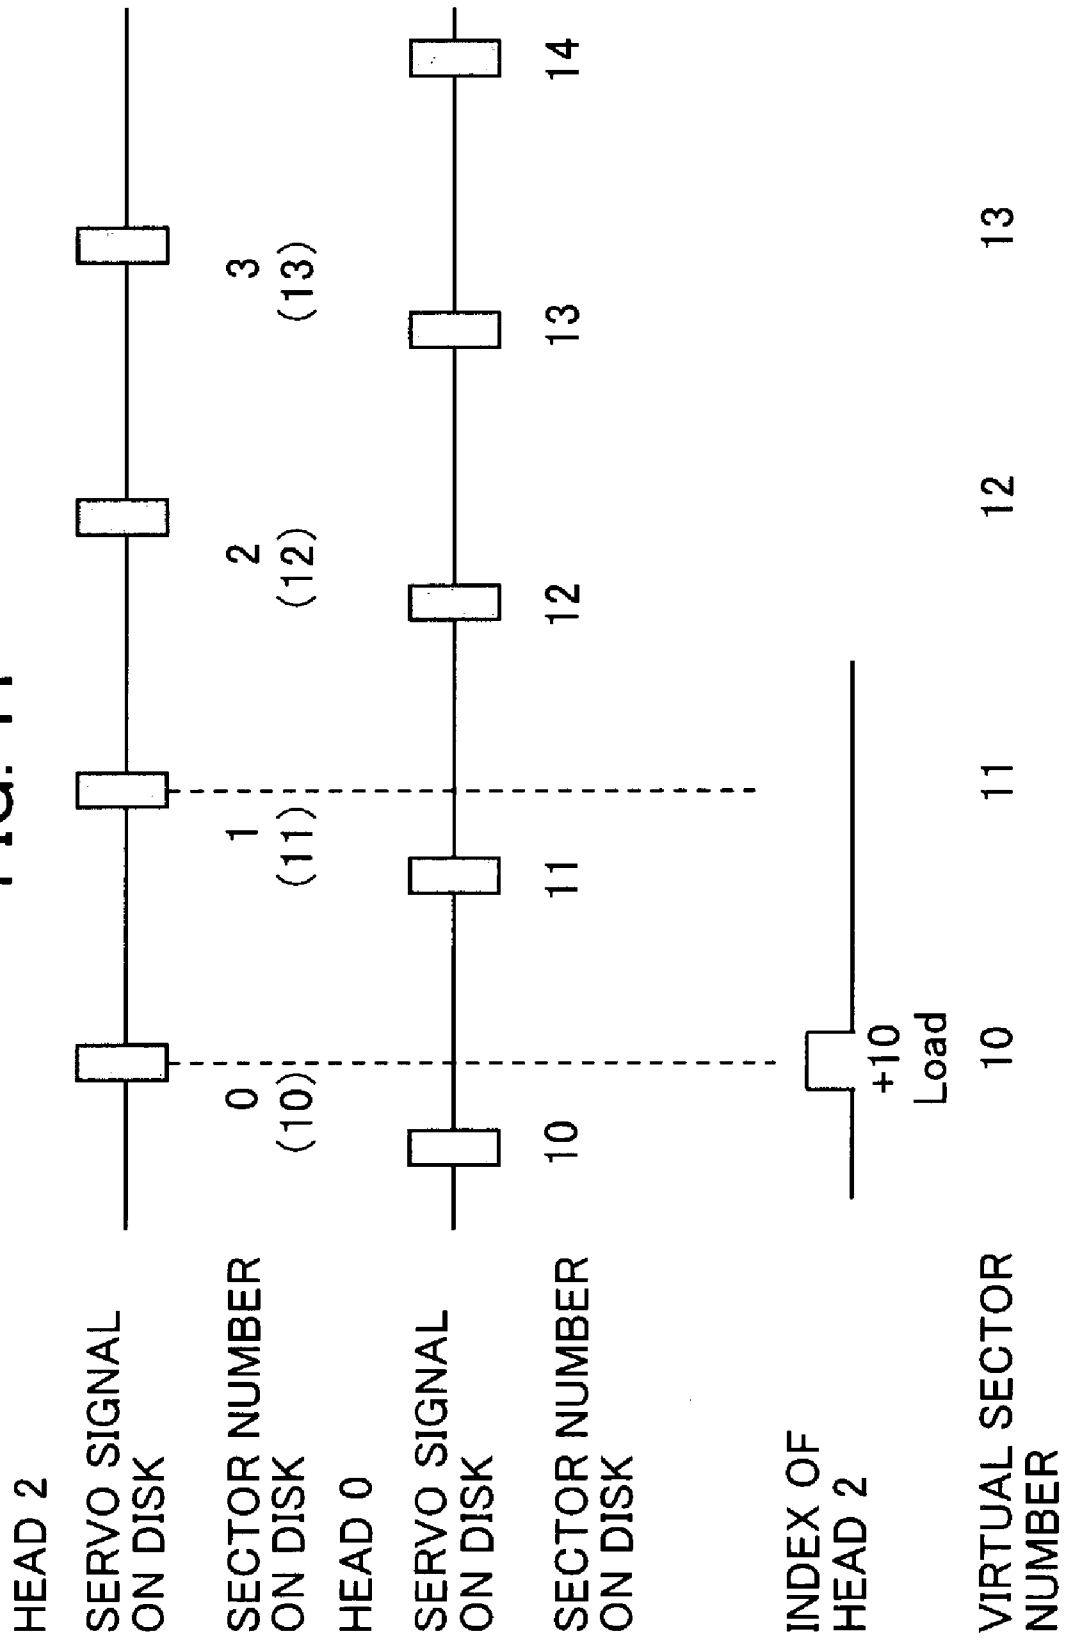 HEAD 2
SERVO SIGNAL
ON DISK
SECTOR NUMBER
ON DISK
0 1 2 3
(10) (11) (12) (13)
HEAD 0
SERVO SIGNAL
ON DISK
SECTOR NUMBER
ON DISK
10 11 12 13 14
INDEX OF
HEAD 2
+10
Load
VIRTUAL SECTOR
NUMBER
10 11 12 13